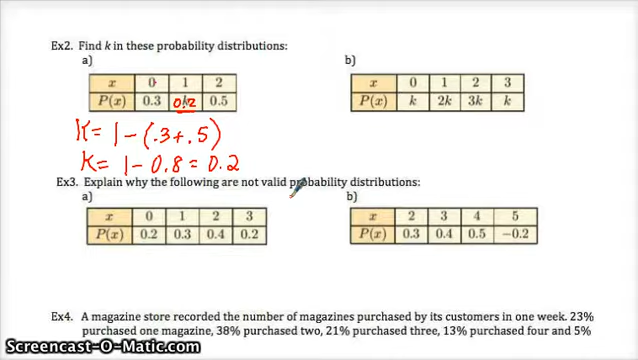 Ex2. Find k in these probability distributions:
a) b)
x 0 1 2
P(x) 0.3 0.2 0.5
x 0 1 2 3
P(x) k 2k 3k k
K = 1 - (.3 + .5)
K = 1 - 0.8 = 0.2
Ex3. Explain why the following are not valid probability distributions:
a) b)
x 0 1 2 3
P(x) 0.2 0.3 0.4 0.2
x 2 3 4 5
P(x) 0.3 0.4 0.5 −0.2
Ex4. A magazine store recorded the number of magazines purchased by its customers in one week. 23%
purchased one magazine, 38% purchased two, 21% purchased three, 13% purchased four and 5%
Screencast-O-Matic.com